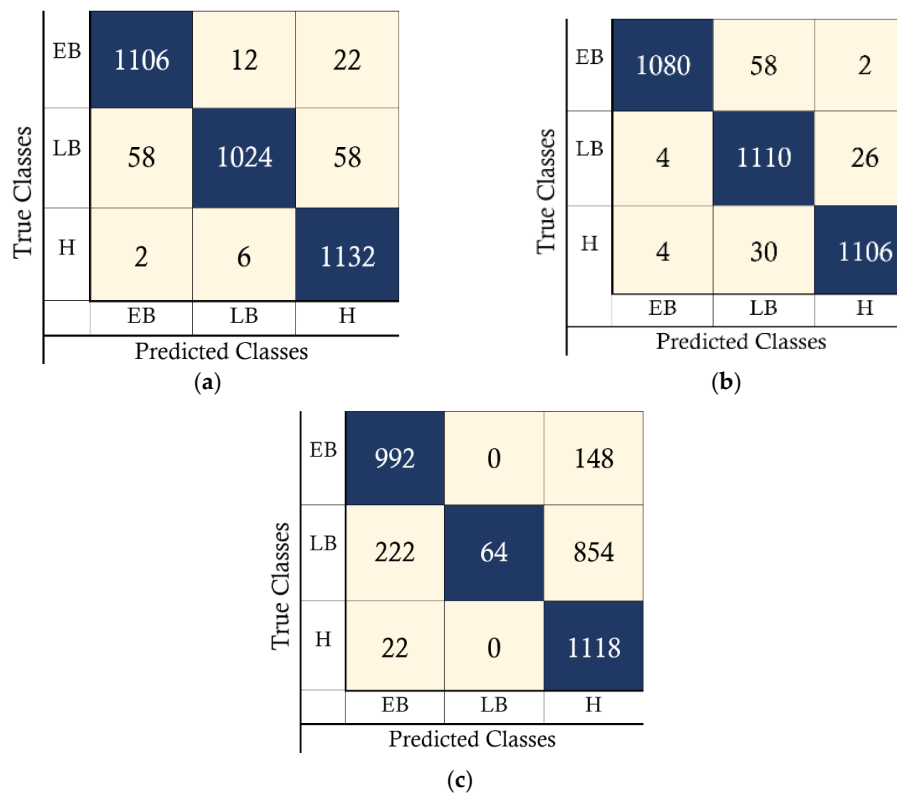 True Classes
EB 1106 12 22
LB 58 1024 58
H 2 6 1132
EB LB H
Predicted Classes
(a)
True Classes
EB 1080 58 2
LB 4 1110 26
H 4 30 1106
EB LB H
Predicted Classes
(b)
True Classes
EB 992 0 148
LB 222 64 854
H 22 0 1118
EB LB H
Predicted Classes
(c)